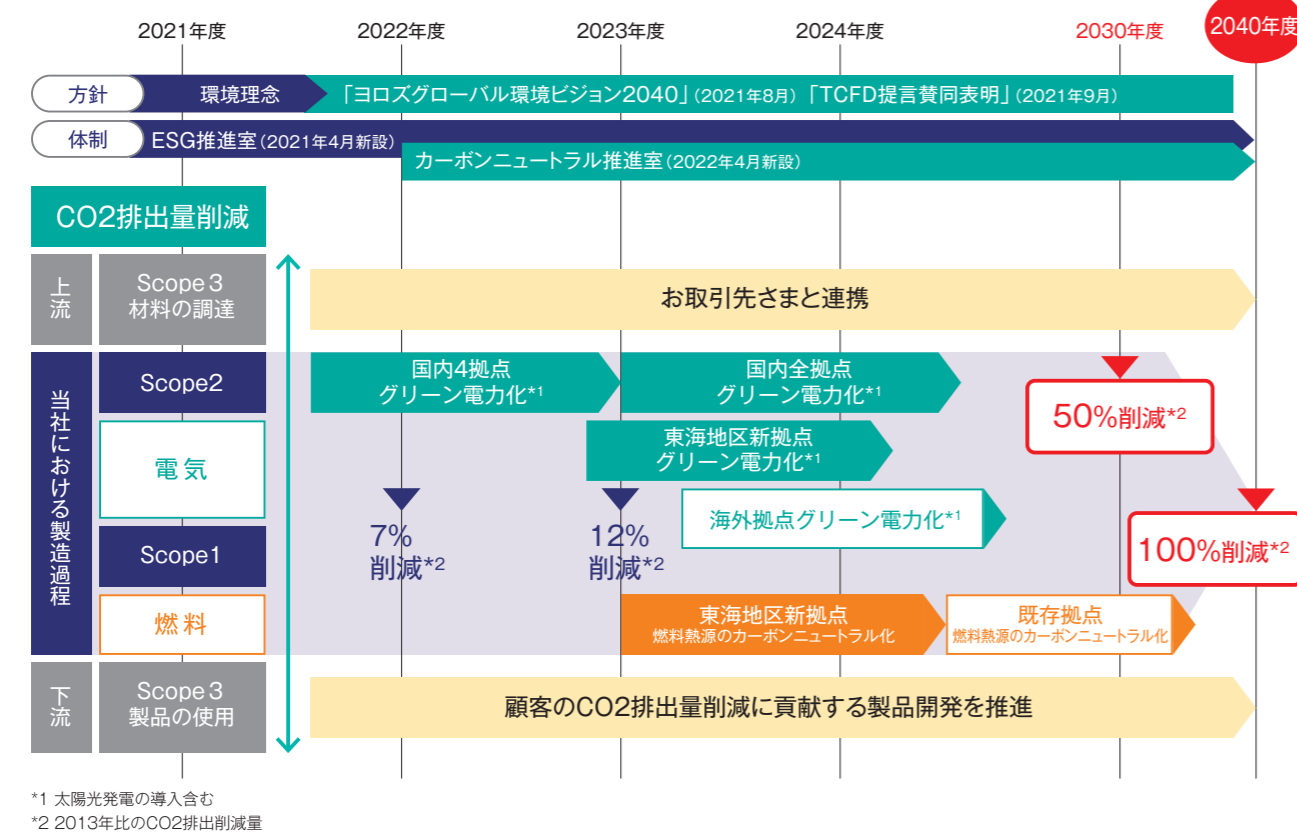 2021年度
2022年度
2023年度
2024年度
2030年度
2040年度
方針
環境理念
「ヨロズグローバル環境ビジョン2040」(2021年8月)「TCFD提言賛同表明」(2021年9月)
体制
ESG推進室(2021年4月新設)
カーボンニュートラル推進室(2022年4月新設)
CO2排出量削減
上流
Scope3
材料の調達
お取引先さまと連携
当社における製造過程
Scope2
国内4拠点
グリーン電力化*1
国内全拠点
グリーン電力化*1
50%削減*2
電気
東海地区新拠点
グリーン電力化*1
7%
削減*2
12%
削減*2
海外拠点グリーン電力化*1
100%削減*2
Scope1
燃料
東海地区新拠点
燃料熱源のカーボンニュートラル化
既存拠点
燃料熱源のカーボンニュートラル化
下流
Scope3
製品の使用
顧客のCO2排出量削減に貢献する製品開発を推進
*1 太陽光発電の導入含む
*2 2013年比のCO2排出削減量